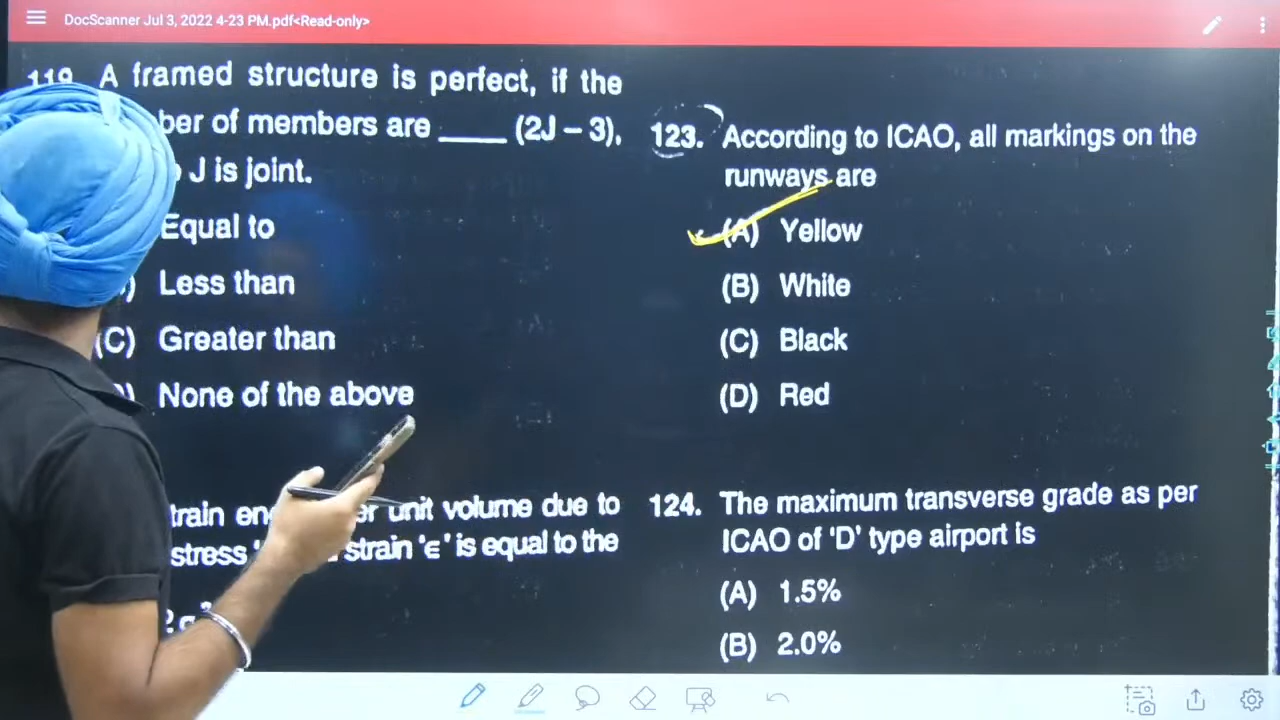 DocScanner Jul 3, 2022 4-23 PM.pdf<Read-only>
119. A framed structure is perfect, if the
ber of members are ____ (2J – 3),
J is joint.
Equal to
) Less than
(C) Greater than
) None of the above
train en er unit volume due to
stress strain 'ϵ' is equal to the
123. According to ICAO, all markings on the
runways are
(A) Yellow
(B) White
(C) Black
(D) Red
124. The maximum transverse grade as per
ICAO of 'D' type airport is
(A) 1.5%
(B) 2.0%